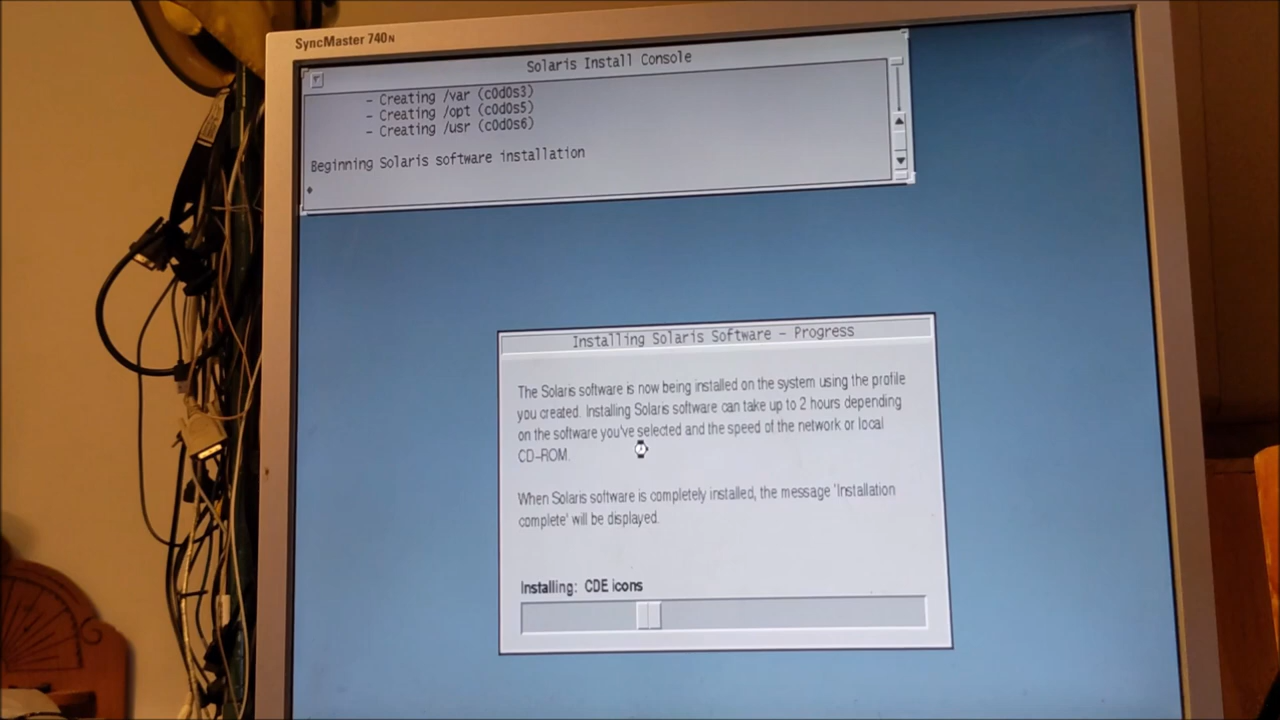 SyncMaster 740N
Solaris Install Console
- Creating /var (c0d0s3)
- Creating /opt (c0d0s5)
- Creating /usr (c0d0s6)
Beginning Solaris software installation
Installing Solaris Software - Progress
The Solaris software is now being installed on the system using the profile
you created. Installing Solaris software can take up to 2 hours depending
on the software you've selected and the speed of the network or local
CD-ROM.
When Solaris software is completely installed, the message 'Installation
complete' will be displayed.
Installing: CDE icons